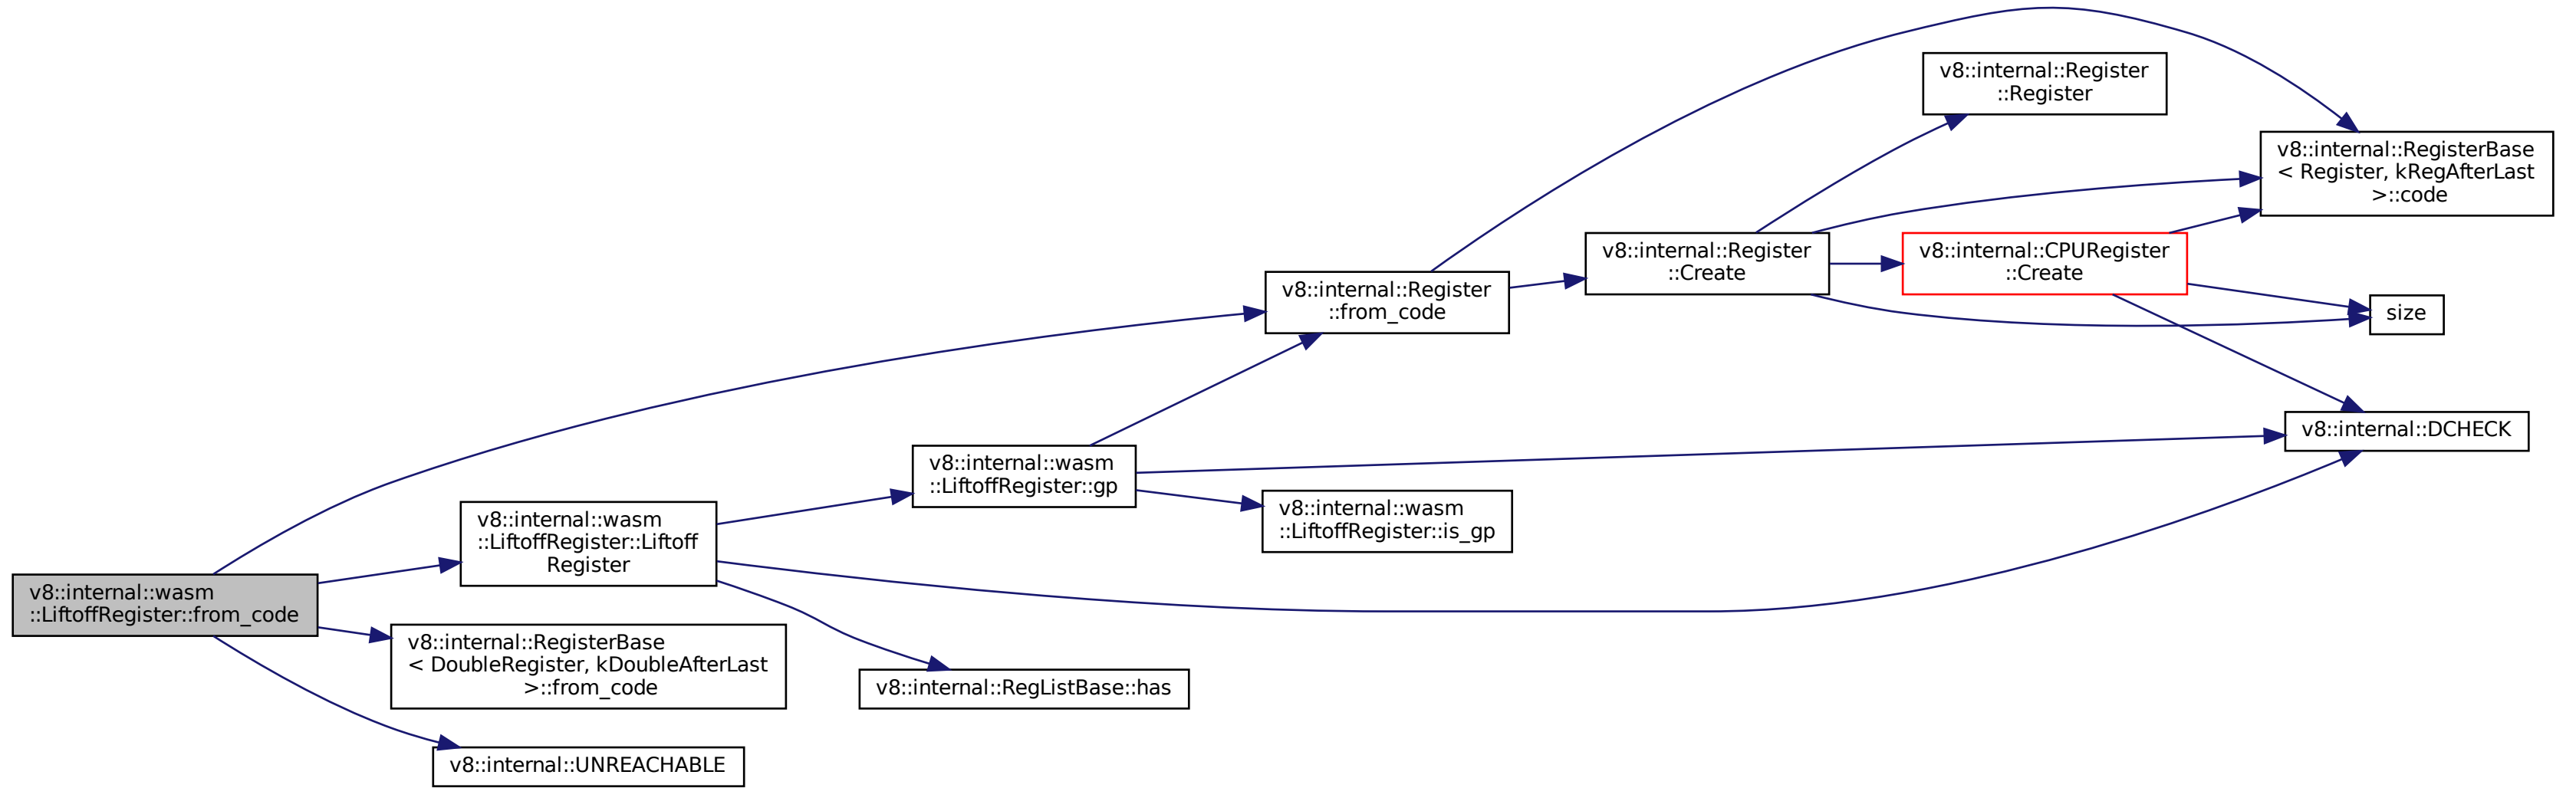 v8::internal::wasm
::LiftoffRegister::from_code
v8::internal::wasm
::LiftoffRegister::Liftoff
Register
v8::internal::RegisterBase
< DoubleRegister, kDoubleAfterLast
>::from_code
v8::internal::UNREACHABLE
v8::internal::wasm
::LiftoffRegister::gp
v8::internal::RegListBase::has
v8::internal::Register
::from_code
v8::internal::wasm
::LiftoffRegister::is_gp
v8::internal::Register
::Create
v8::internal::Register
::Register
v8::internal::CPURegister
::Create
v8::internal::RegisterBase
< Register, kRegAfterLast
>::code
size
v8::internal::DCHECK